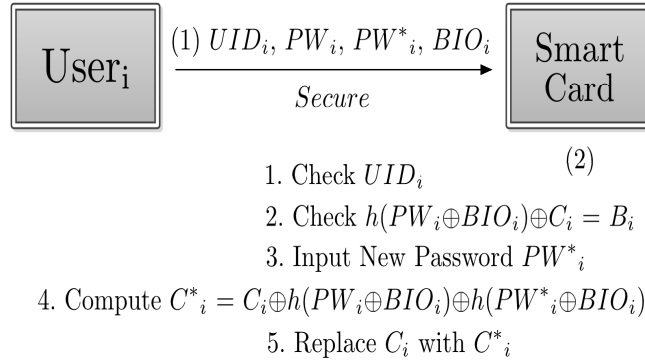 User_i
(1) UID_i, PW_i, PW*_i, BIO_i
Secure
Smart
Card
(2)
1. Check UID_i
2. Check h(PW_i⊕BIO_i)⊕C_i = B_i
3. Input New Password PW*_i
4. Compute C*_i = C_i⊕h(PW_i⊕BIO_i)⊕h(PW*_i⊕BIO_i)
5. Replace C_i with C*_i